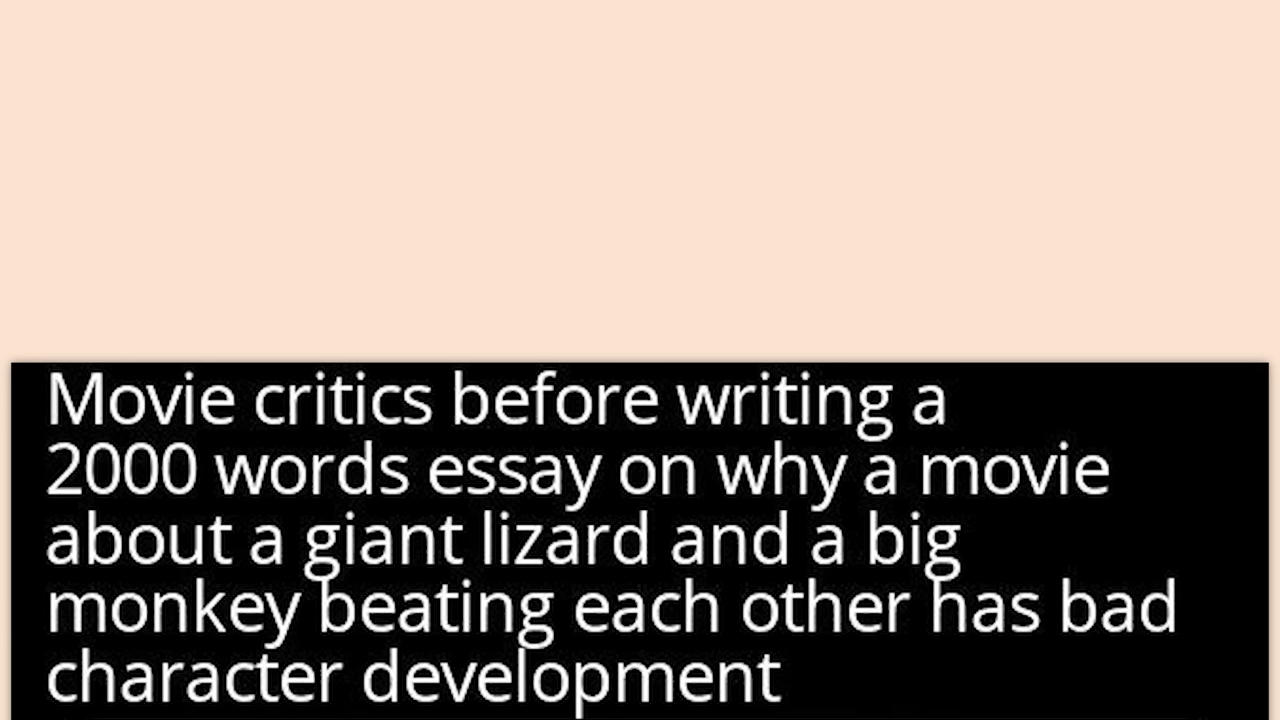 Movie critics before writing a
2000 words essay on why a movie
about a giant lizard and a big
monkey beating each other has bad
character development